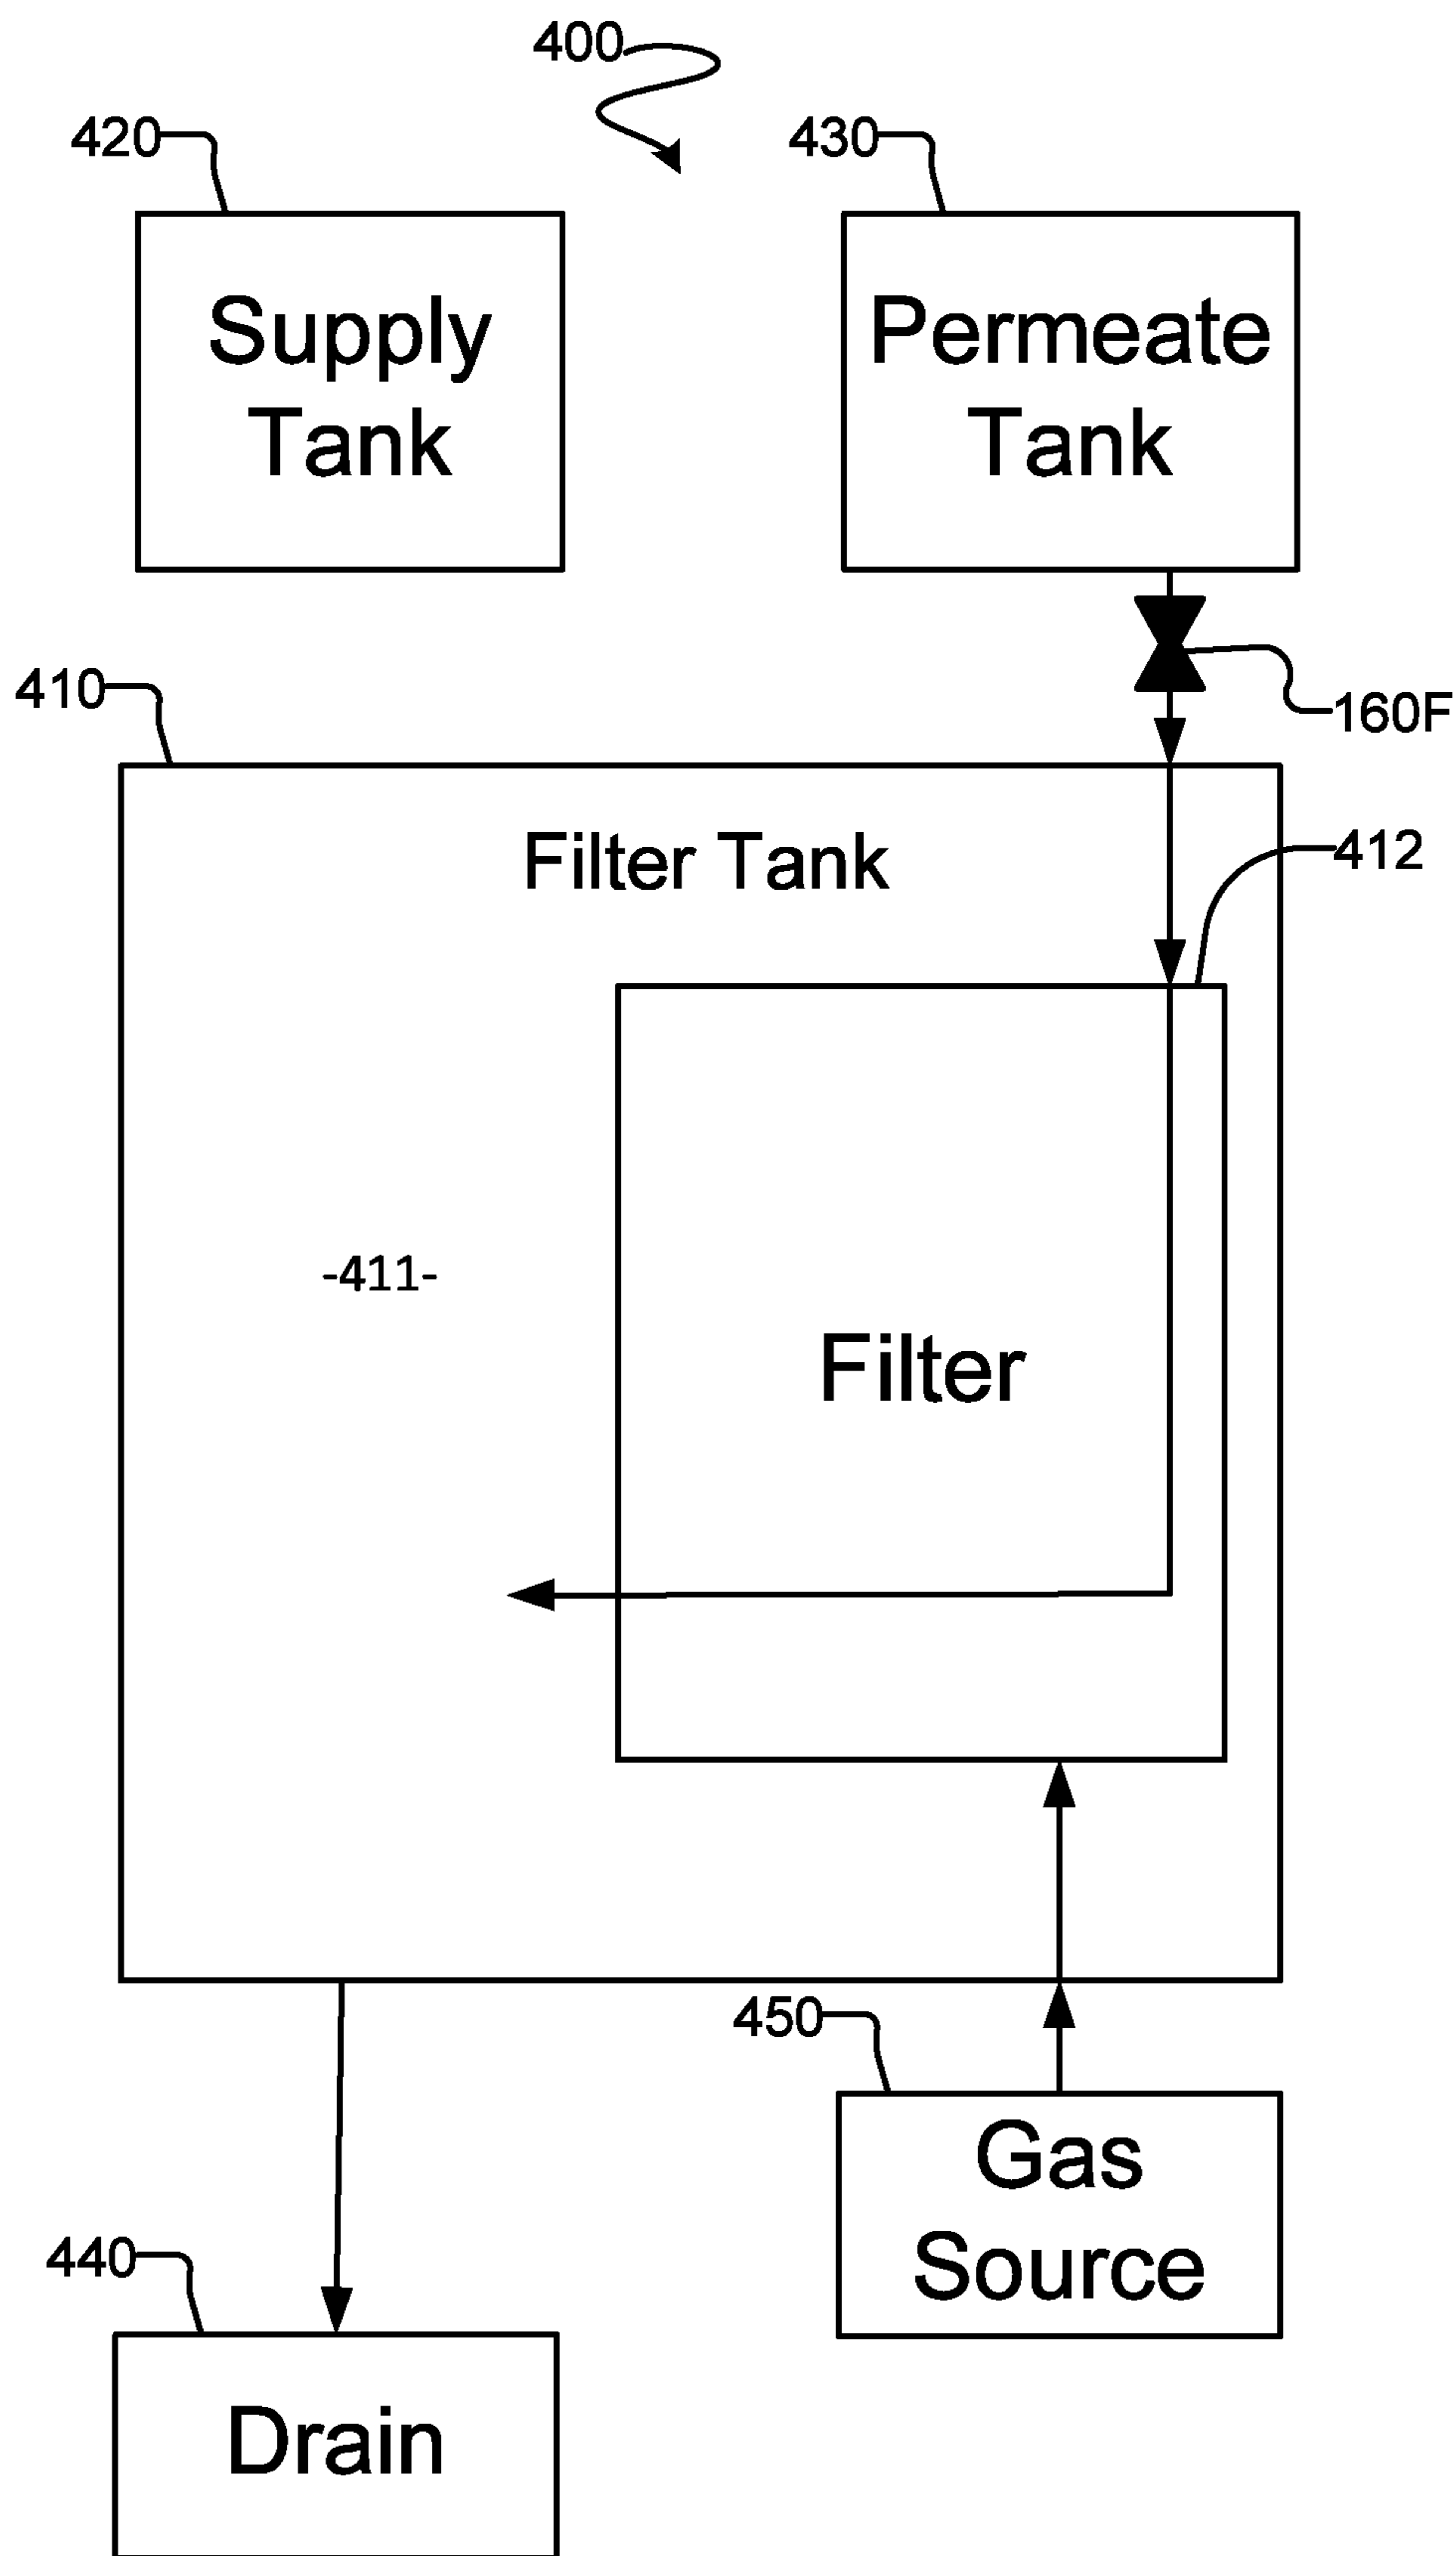 400
420
430
Supply
Tank
Permeate
Tank
410
160F
Filter Tank
412
-411-
Filter
450
Gas
Source
440
Drain